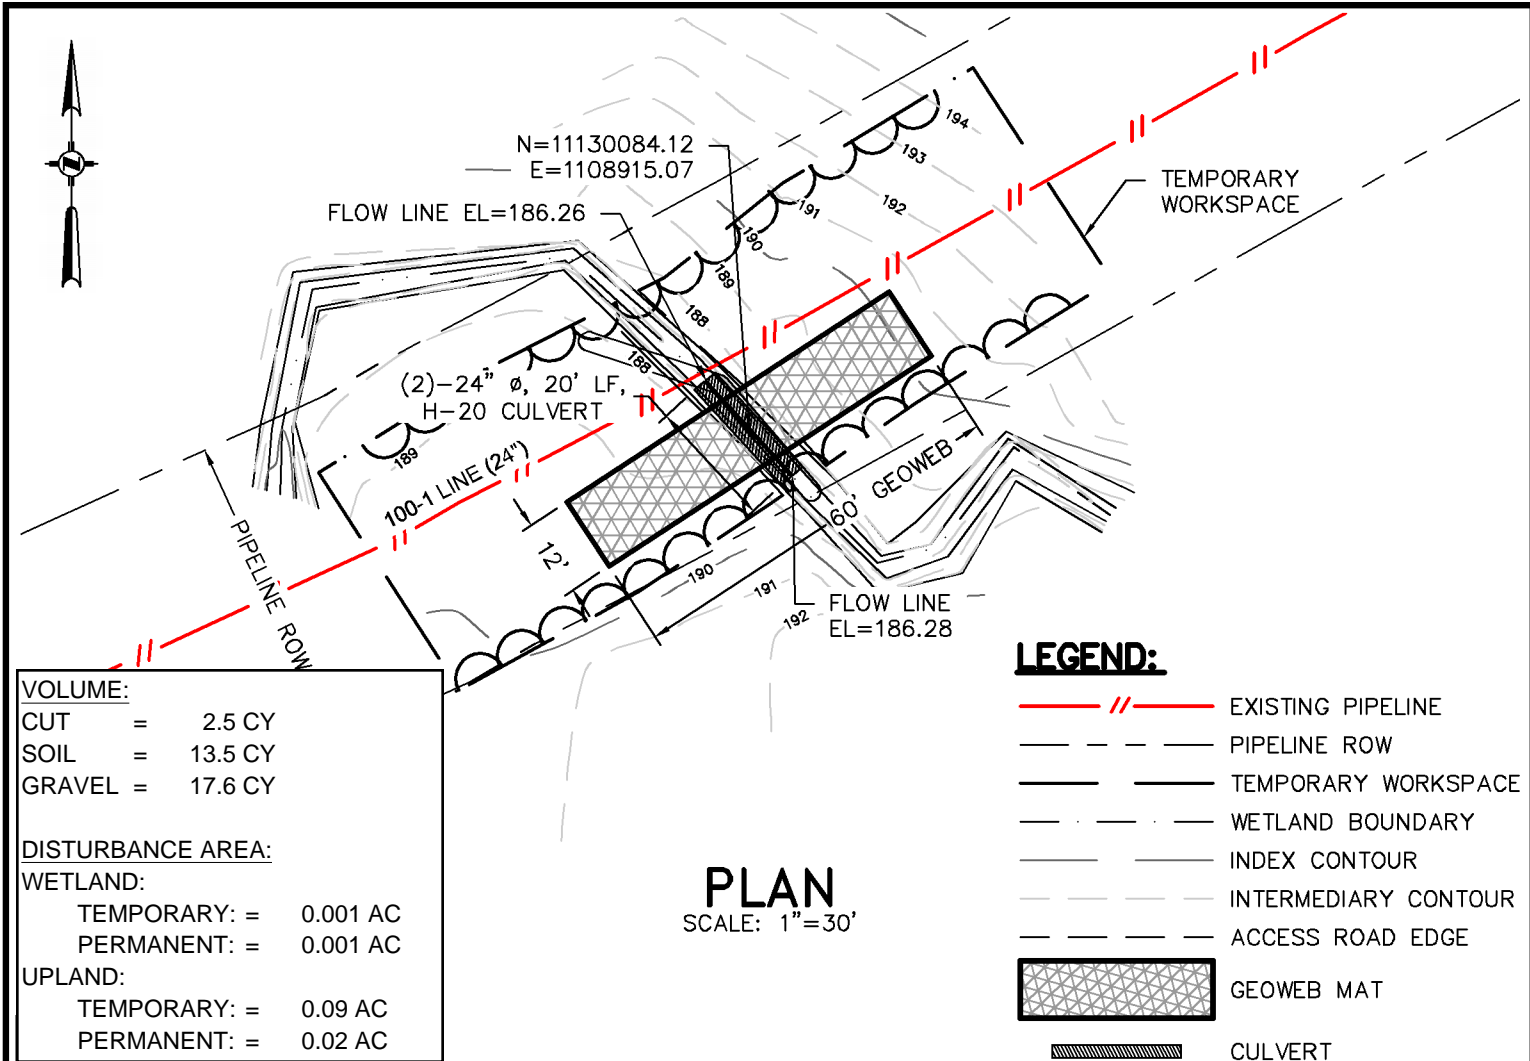 N=11130084.12
E=1108915.07
FLOW LINE EL=186.26
TEMPORARY
WORKSPACE
194
193
192
191
190
189
188
188
(2)-24" ø, 20' LF,
H-20 CULVERT
189
100-1 LINE (24")
PIPELINE ROW
12'
60' GEOWEB
190
191
192
FLOW LINE
EL=186.28
VOLUME:
CUT = 2.5 CY
SOIL = 13.5 CY
GRAVEL = 17.6 CY
DISTURBANCE AREA:
WETLAND:
TEMPORARY: = 0.001 AC
PERMANENT: = 0.001 AC
UPLAND:
TEMPORARY: = 0.09 AC
PERMANENT: = 0.02 AC
PLAN
SCALE: 1"=30'
LEGEND:
EXISTING PIPELINE
PIPELINE ROW
TEMPORARY WORKSPACE
WETLAND BOUNDARY
INDEX CONTOUR
INTERMEDIARY CONTOUR
ACCESS ROAD EDGE
GEOWEB MAT
CULVERT